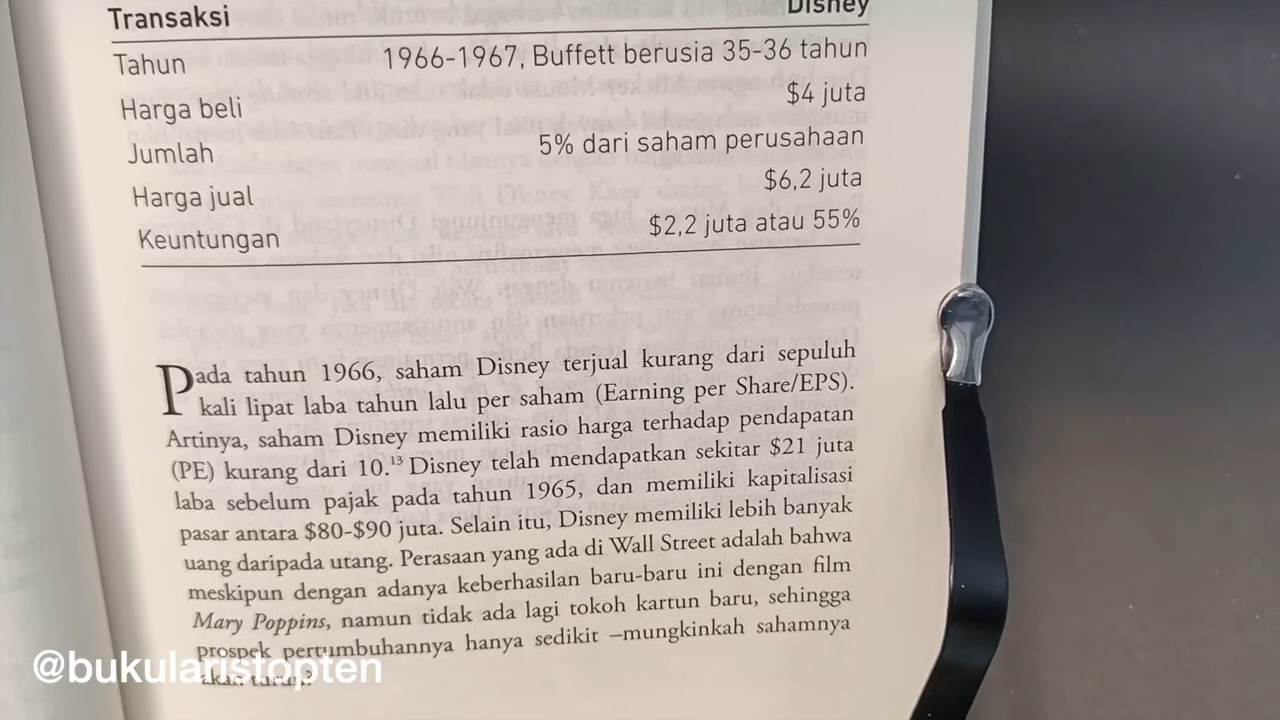 Transaksi Disney
Tahun 1966-1967, Buffett berusia 35-36 tahun
Harga beli $4 juta
Jumlah 5% dari saham perusahaan
Harga jual $6,2 juta
Keuntungan $2,2 juta atau 55%
Pada tahun 1966, saham Disney terjual kurang dari sepuluh
kali lipat laba tahun lalu per saham (Earning per Share/EPS).
Artinya, saham Disney memiliki rasio harga terhadap pendapatan
(PE) kurang dari 10.¹³ Disney telah mendapatkan sekitar $21 juta
laba sebelum pajak pada tahun 1965, dan memiliki kapitalisasi
pasar antara $80-$90 juta. Selain itu, Disney memiliki lebih banyak
uang daripada utang. Perasaan yang ada di Wall Street adalah bahwa
meskipun dengan adanya keberhasilan baru-baru ini dengan film
Mary Poppins, namun tidak ada lagi tokoh kartun baru, sehingga
prospek pertumbuhannya hanya sedikit –mungkinkah sahamnya
akan
@bukularistopten